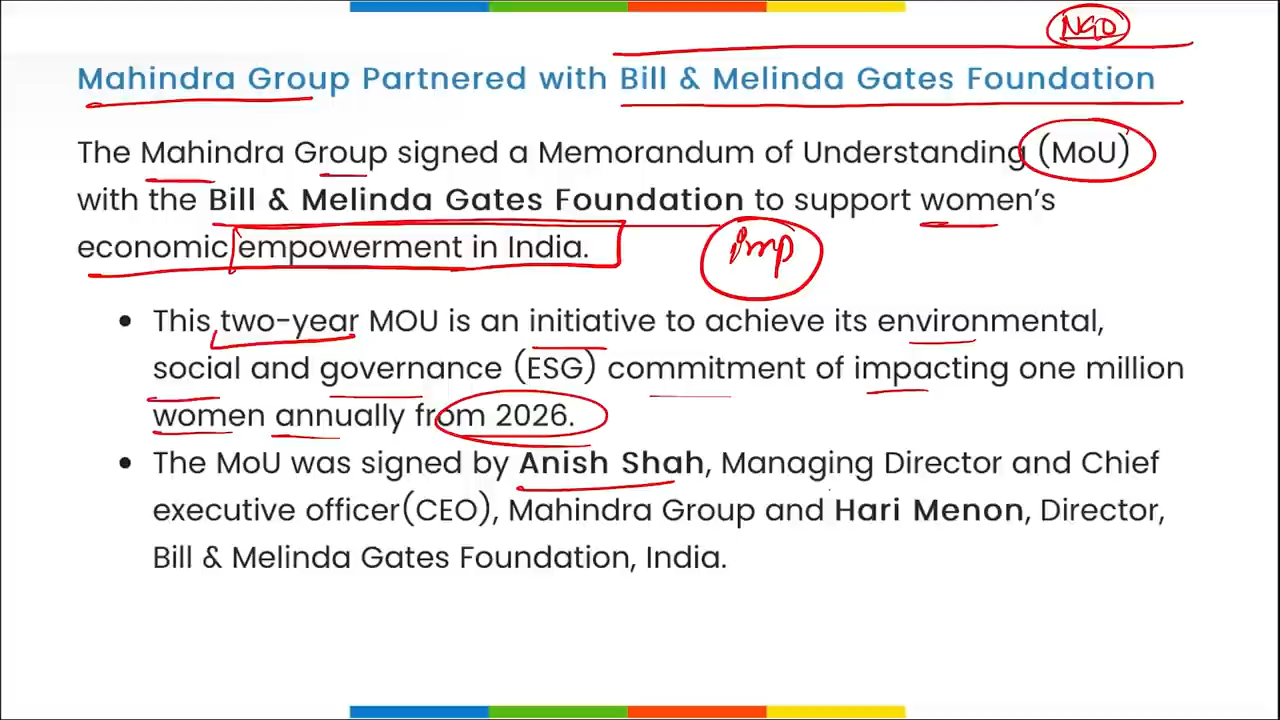 NGO
Mahindra Group Partnered with Bill & Melinda Gates Foundation
The Mahindra Group signed a Memorandum of Understanding (MoU)
with the Bill & Melinda Gates Foundation to support women's
economic empowerment in India.
imp
• This two-year MOU is an initiative to achieve its environmental,
social and governance (ESG) commitment of impacting one million
women annually from 2026.
• The MoU was signed by Anish Shah, Managing Director and Chief
executive officer(CEO), Mahindra Group and Hari Menon, Director,
Bill & Melinda Gates Foundation, India.